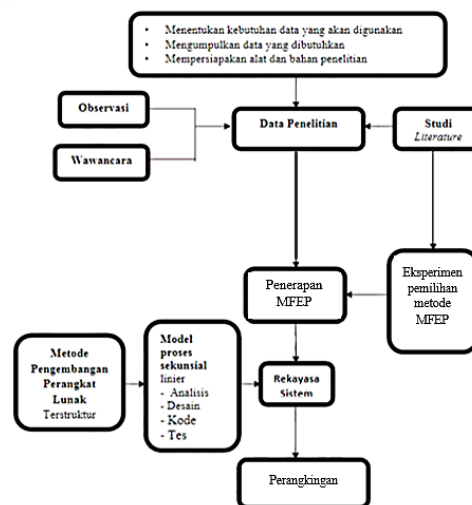 • Menentukan kebutuhan data yang akan digunakan
• Mengumpulkan data yang dibutuhkan
• Mempersiapakan alat dan bahan penelitian
Observasi
Wawancara
Data Penelitian
Studi
Literature
Penerapan
MFEP
Eksperimen
pemilihan
metode
MFEP
Metode
Pengembangan
Perangkat
Lunak
Terstruktur
Model
proses
sekunsial
linier
- Analisis
- Desain
- Kode
- Tes
Rekayasa
Sistem
Perangkingan